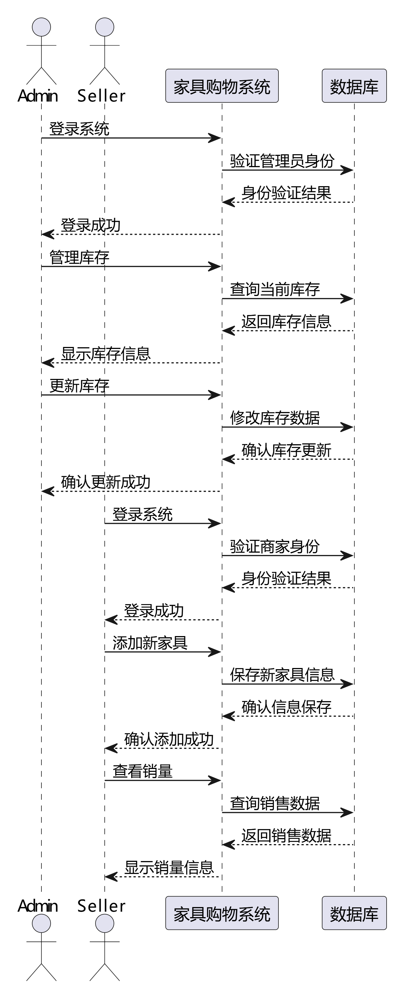 Admin
Seller
家具购物系统
数据库
登录系统
验证管理员身份
身份验证结果
登录成功
管理库存
查询当前库存
返回库存信息
显示库存信息
更新库存
修改库存数据
确认库存更新
确认更新成功
登录系统
验证商家身份
身份验证结果
登录成功
添加新家具
保存新家具信息
确认信息保存
确认添加成功
查看销量
查询销售数据
返回销售数据
显示销量信息
Admin
Seller
家具购物系统
数据库